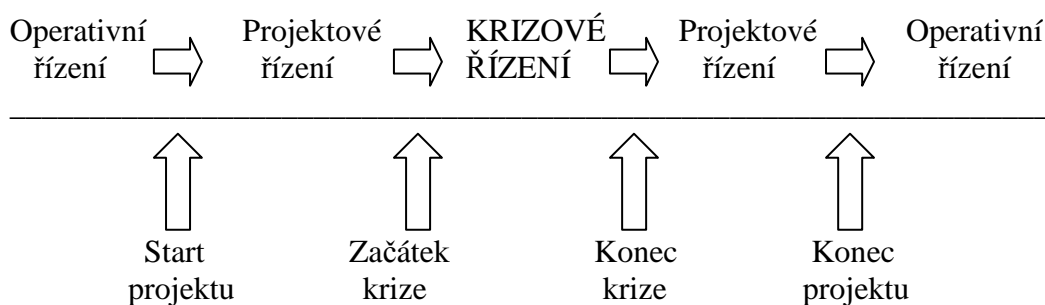 Operativní Projektové KRIZOVÉ Projektové Operativní
řízení řízení ŘÍZENÍ řízení řízení
Start Začátek Konec Konec
projektu krize krize projektu